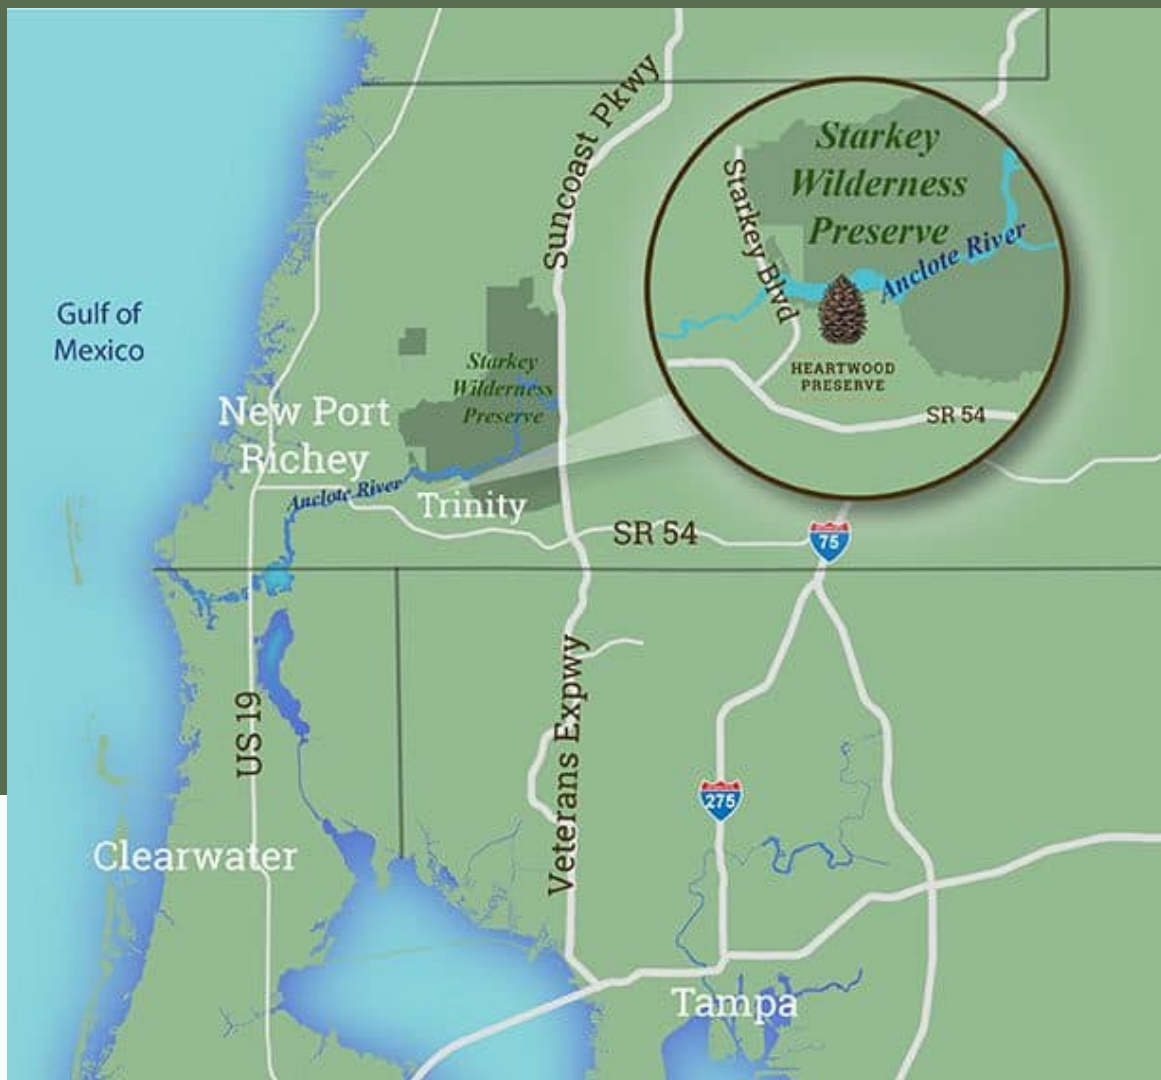 Suncoast Pkwy
Starkey
Wilderness
Preserve
Starkey Blvd
Anclote River
HEARTWOOD
PRESERVE
SR 54
Gulf of
Mexico
Starkey
Wilderness
Preserve
New Port
Richey
Anclote River
Trinity
SR 54
75
US 19
Veterans Expwy
275
Clearwater
Tampa